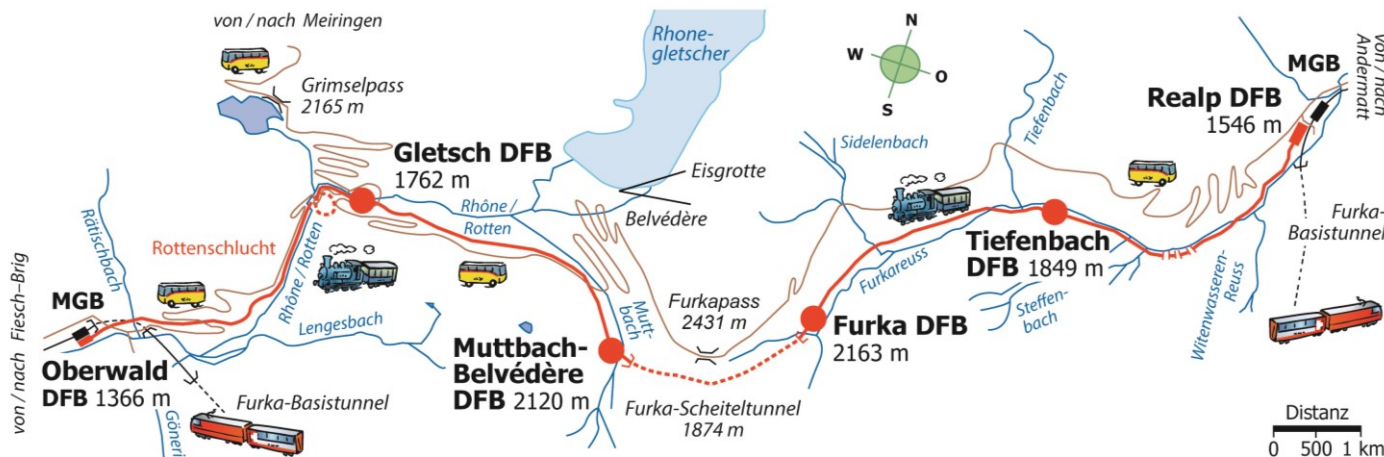 von / nach Meiringen
Grimselpass
2165 m
Rhone-
gletscher
N
W
O
S
MGB
von / nach
Andermatt
Realp DFB
1546 m
Tiefenbach
Sidelenbach
Gletsch DFB
1762 m
Eisgrotte
Belvédère
Rhône /
Rotten
Rätischbach
Rottenschlucht
Rhône / Rotten
Furka-
Basistunnel
Tiefenbach
DFB 1849 m
Furkareuss
Steffen-
bach
Witenwasseren-
Reuss
von / nach Fiesch–Brig
MGB
Lengesbach
Mutt-
bach
Furkapass
2431 m
Furka DFB
2163 m
Muttbach-
Belvédère
DFB 2120 m
Oberwald
DFB 1366 m
Furka-Basistunnel
Göneri
Furka-Scheiteltunnel
1874 m
Distanz
0 500 1 km